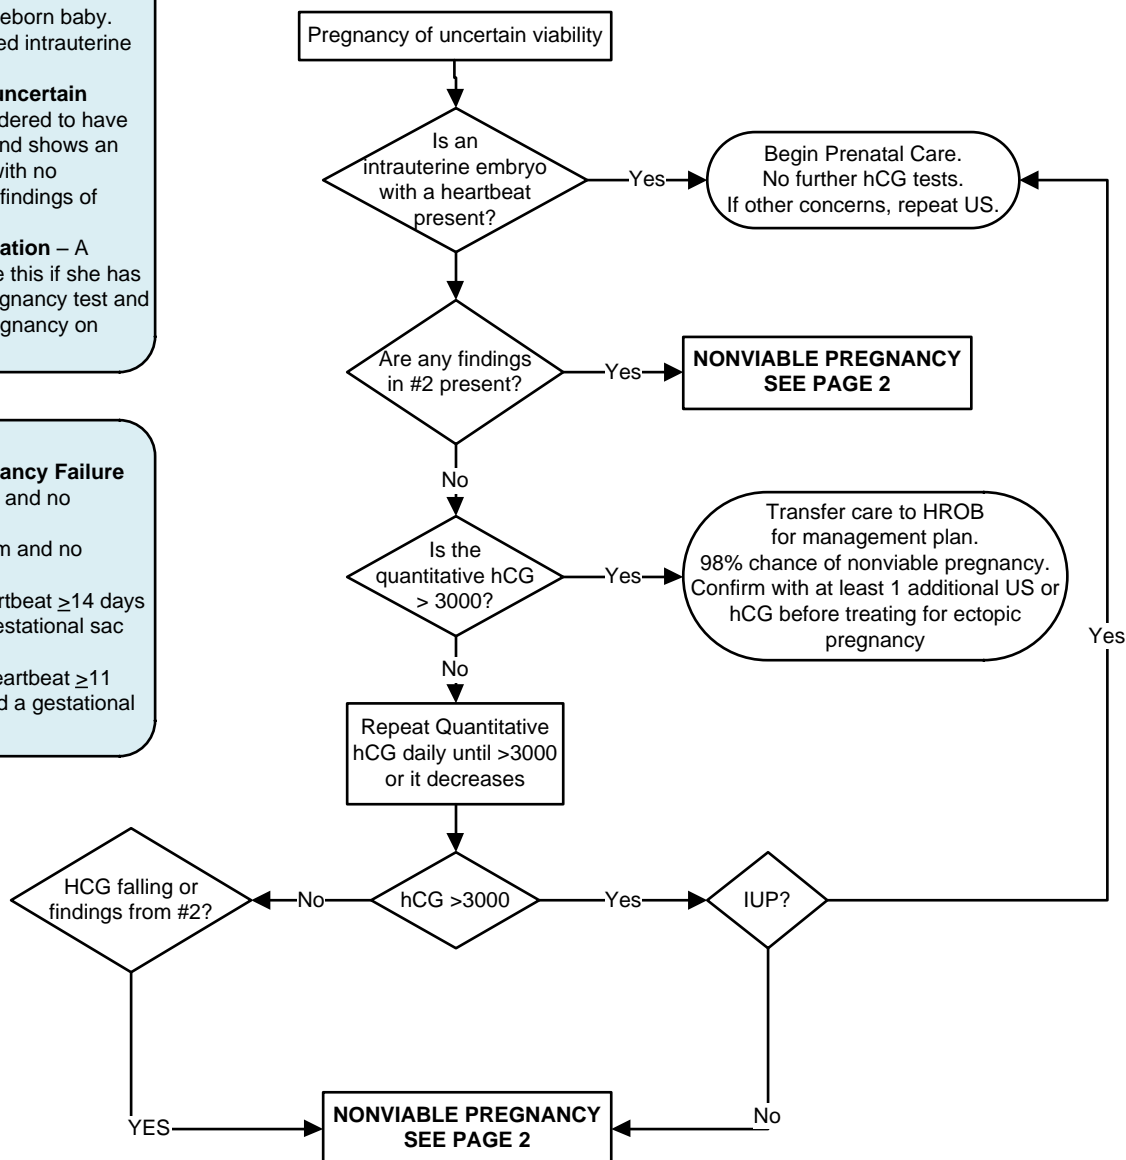 eborn baby.
ed intrauterine
uncertain
dered to have
nd shows an
with no
findings of
ation – A
e this if she has
gnancy test and
gnancy on
ancy Failure
and no
m and no
rtbeat ≥14 days
estational sac
eartbeat ≥11
d a gestational
Pregnancy of uncertain viability
Is an
intrauterine embryo
with a heartbeat
present?
Yes
Begin Prenatal Care.
No further hCG tests.
If other concerns, repeat US.
Are any findings
in #2 present?
Yes
NONVIABLE PREGNANCY
SEE PAGE 2
No
Is the
quantitative hCG
> 3000?
Yes
Transfer care to HROB
for management plan.
98% chance of nonviable pregnancy.
Confirm with at least 1 additional US or
hCG before treating for ectopic
pregnancy
Yes
No
Repeat Quantitative
hCG daily until >3000
or it decreases
HCG falling or
findings from #2?
No
hCG >3000
Yes
IUP?
YES
NONVIABLE PREGNANCY
SEE PAGE 2
No